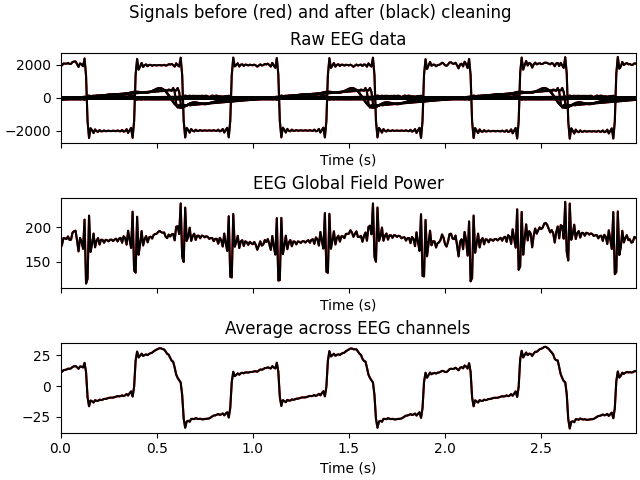 Signals before (red) and after (black) cleaning
Raw EEG data
2000
0
−2000
Time (s)
EEG Global Field Power
200
150
Time (s)
Average across EEG channels
25
0
−25
0.0 0.5 1.0 1.5 2.0 2.5
Time (s)